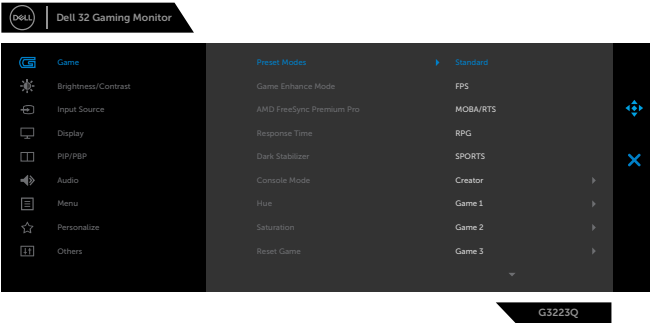 DELL Dell 32 Gaming Monitor
Game Preset Modes Standard
Brightness/Contrast Game Enhance Mode FPS
Input Source AMD FreeSync Premium Pro MOBA/RTS
Display Response Time RPG
PIP/PBP Dark Stabilizer SPORTS
Audio Console Mode Creator
Menu Hue Game 1
Personalize Saturation Game 2
Others Reset Game Game 3
G3223Q